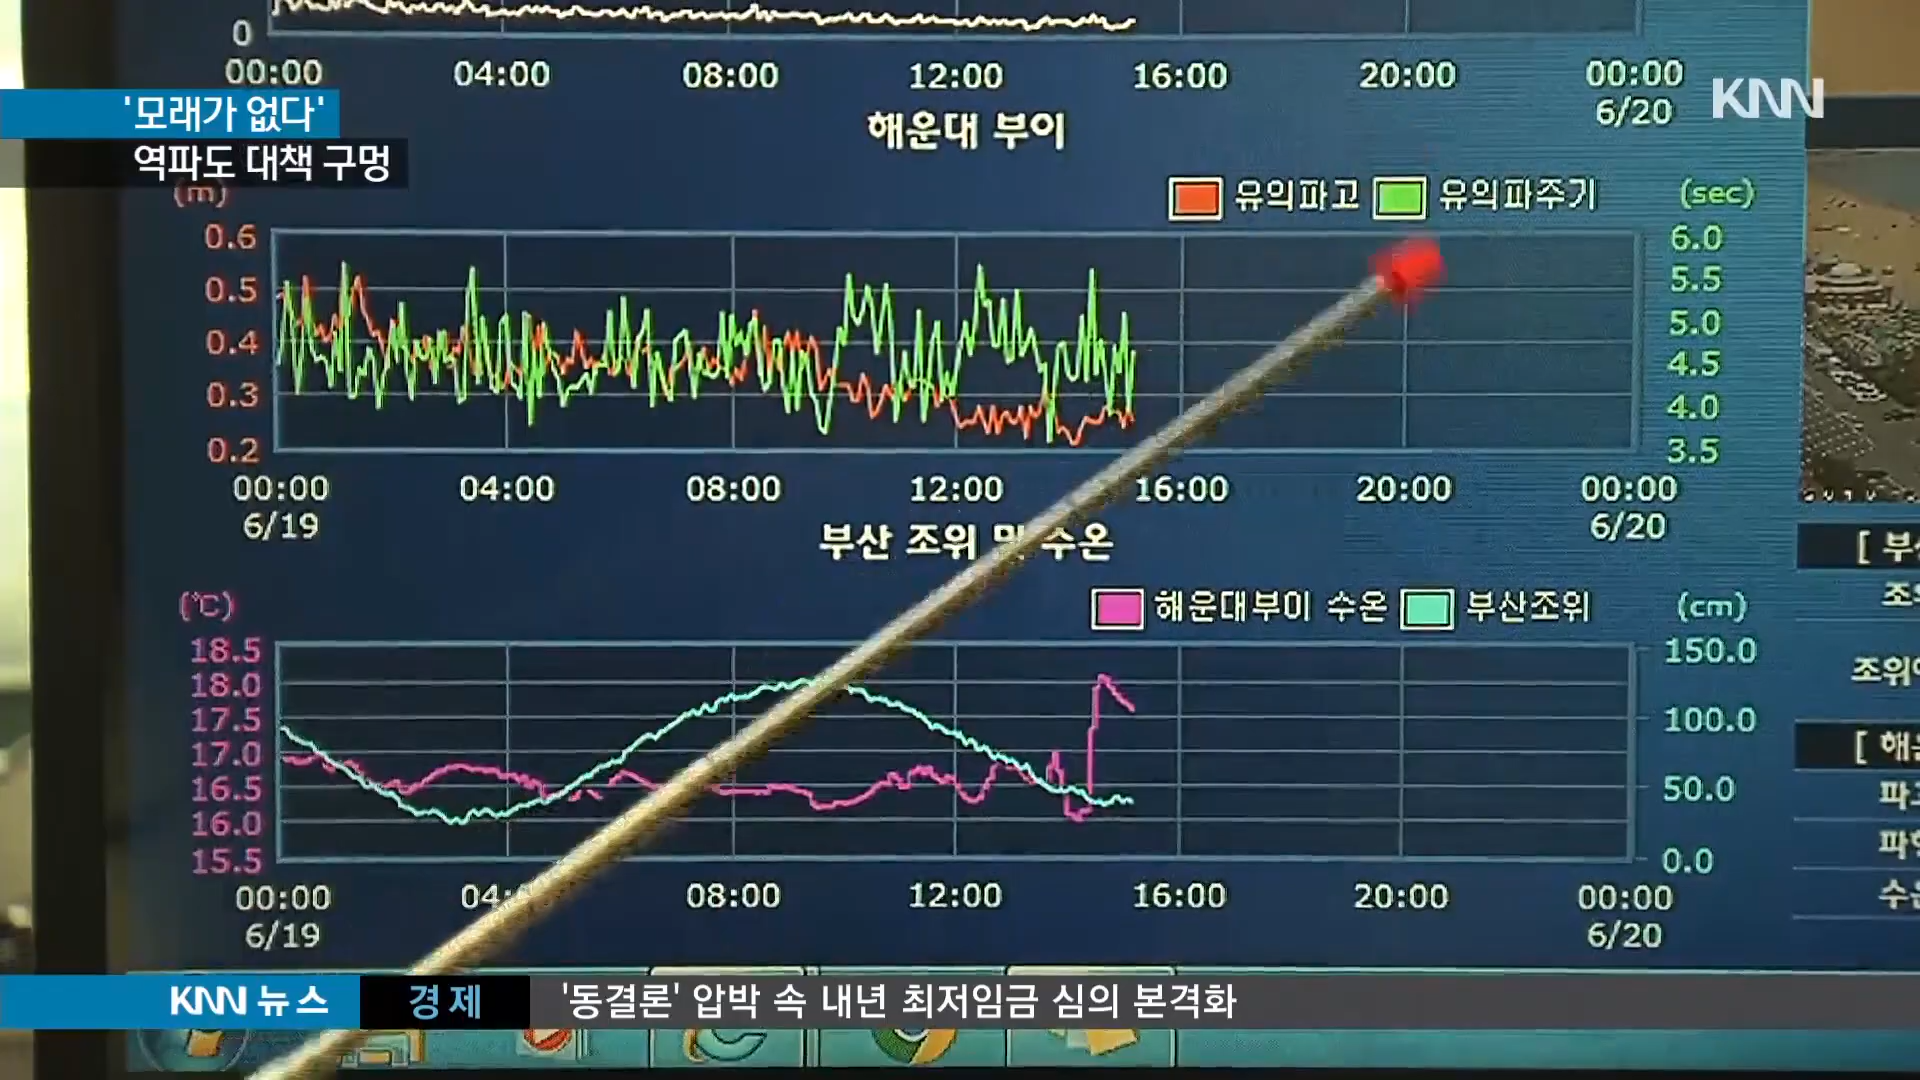 0
00:00 04:00 08:00 12:00 16:00 20:00 00:00
6/20
KNN
'모래가 없다'
역파도 대책 구멍
해운대 부이
(m) 유의파고 유의파주기 (sec)
0.6 6.0
0.5 5.5
0.4 5.0
0.3 4.5
0.2 4.0
3.5
00:00 04:00 08:00 12:00 16:00 20:00 00:00
6/19 6/20
부산 조위 및 수온
(℃) 해운대부이 수온 부산조위 (cm)
18.5 150.0
18.0
17.5 100.0
17.0
16.5 50.0
16.0
15.5 0.0
00:00 04:00 08:00 12:00 16:00 20:00 00:00
6/19 6/20
KNN 뉴스 경제 '동결론' 압박 속 내년 최저임금 심의 본격화